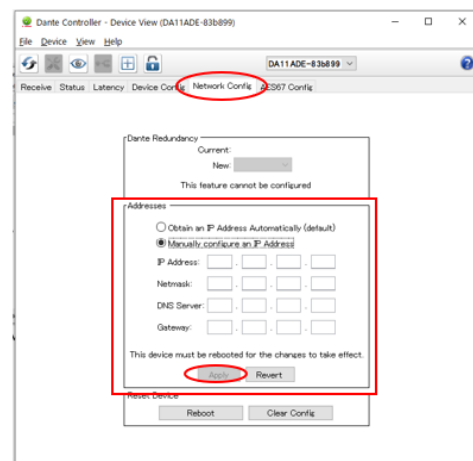 Dante Controller - Device View (DA11ADE-83b899)
File Device View Help
DA11ADE-83b899
Receive Status Latency Device Config Network Config AES67 Config
Dante Redundancy
Current:
New:
This feature cannot be configured
Addresses
Obtain an IP Address Automatically (default)
Manually configure an IP Address
IP Address: . . .
Netmask: . . .
DNS Server: . . .
Gateway: . . .
This device must be rebooted for the changes to take effect.
Apply Revert
Reset Device
Reboot Clear Config